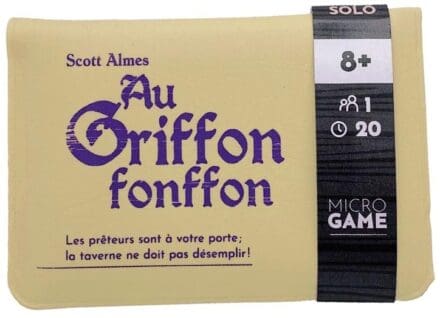 Scott Almes
Au
Griffon
fonffon
Les prêteurs sont à votre porte;
la taverne ne doit pas désemplir!
SOLO
8+
1
20
MICRO
GAME